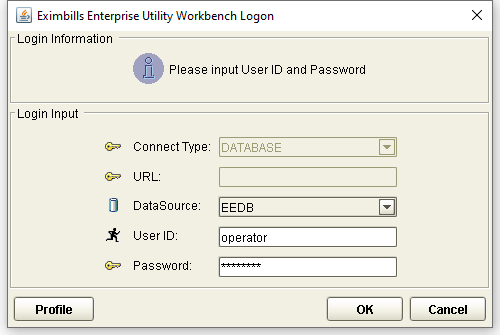 Eximbills Enterprise Utility Workbench Logon
Login Information
Please input User ID and Password
Login Input
Connect Type: DATABASE
URL:
DataSource: EEDB
User ID: operator
Password: ********
Profile OK Cancel